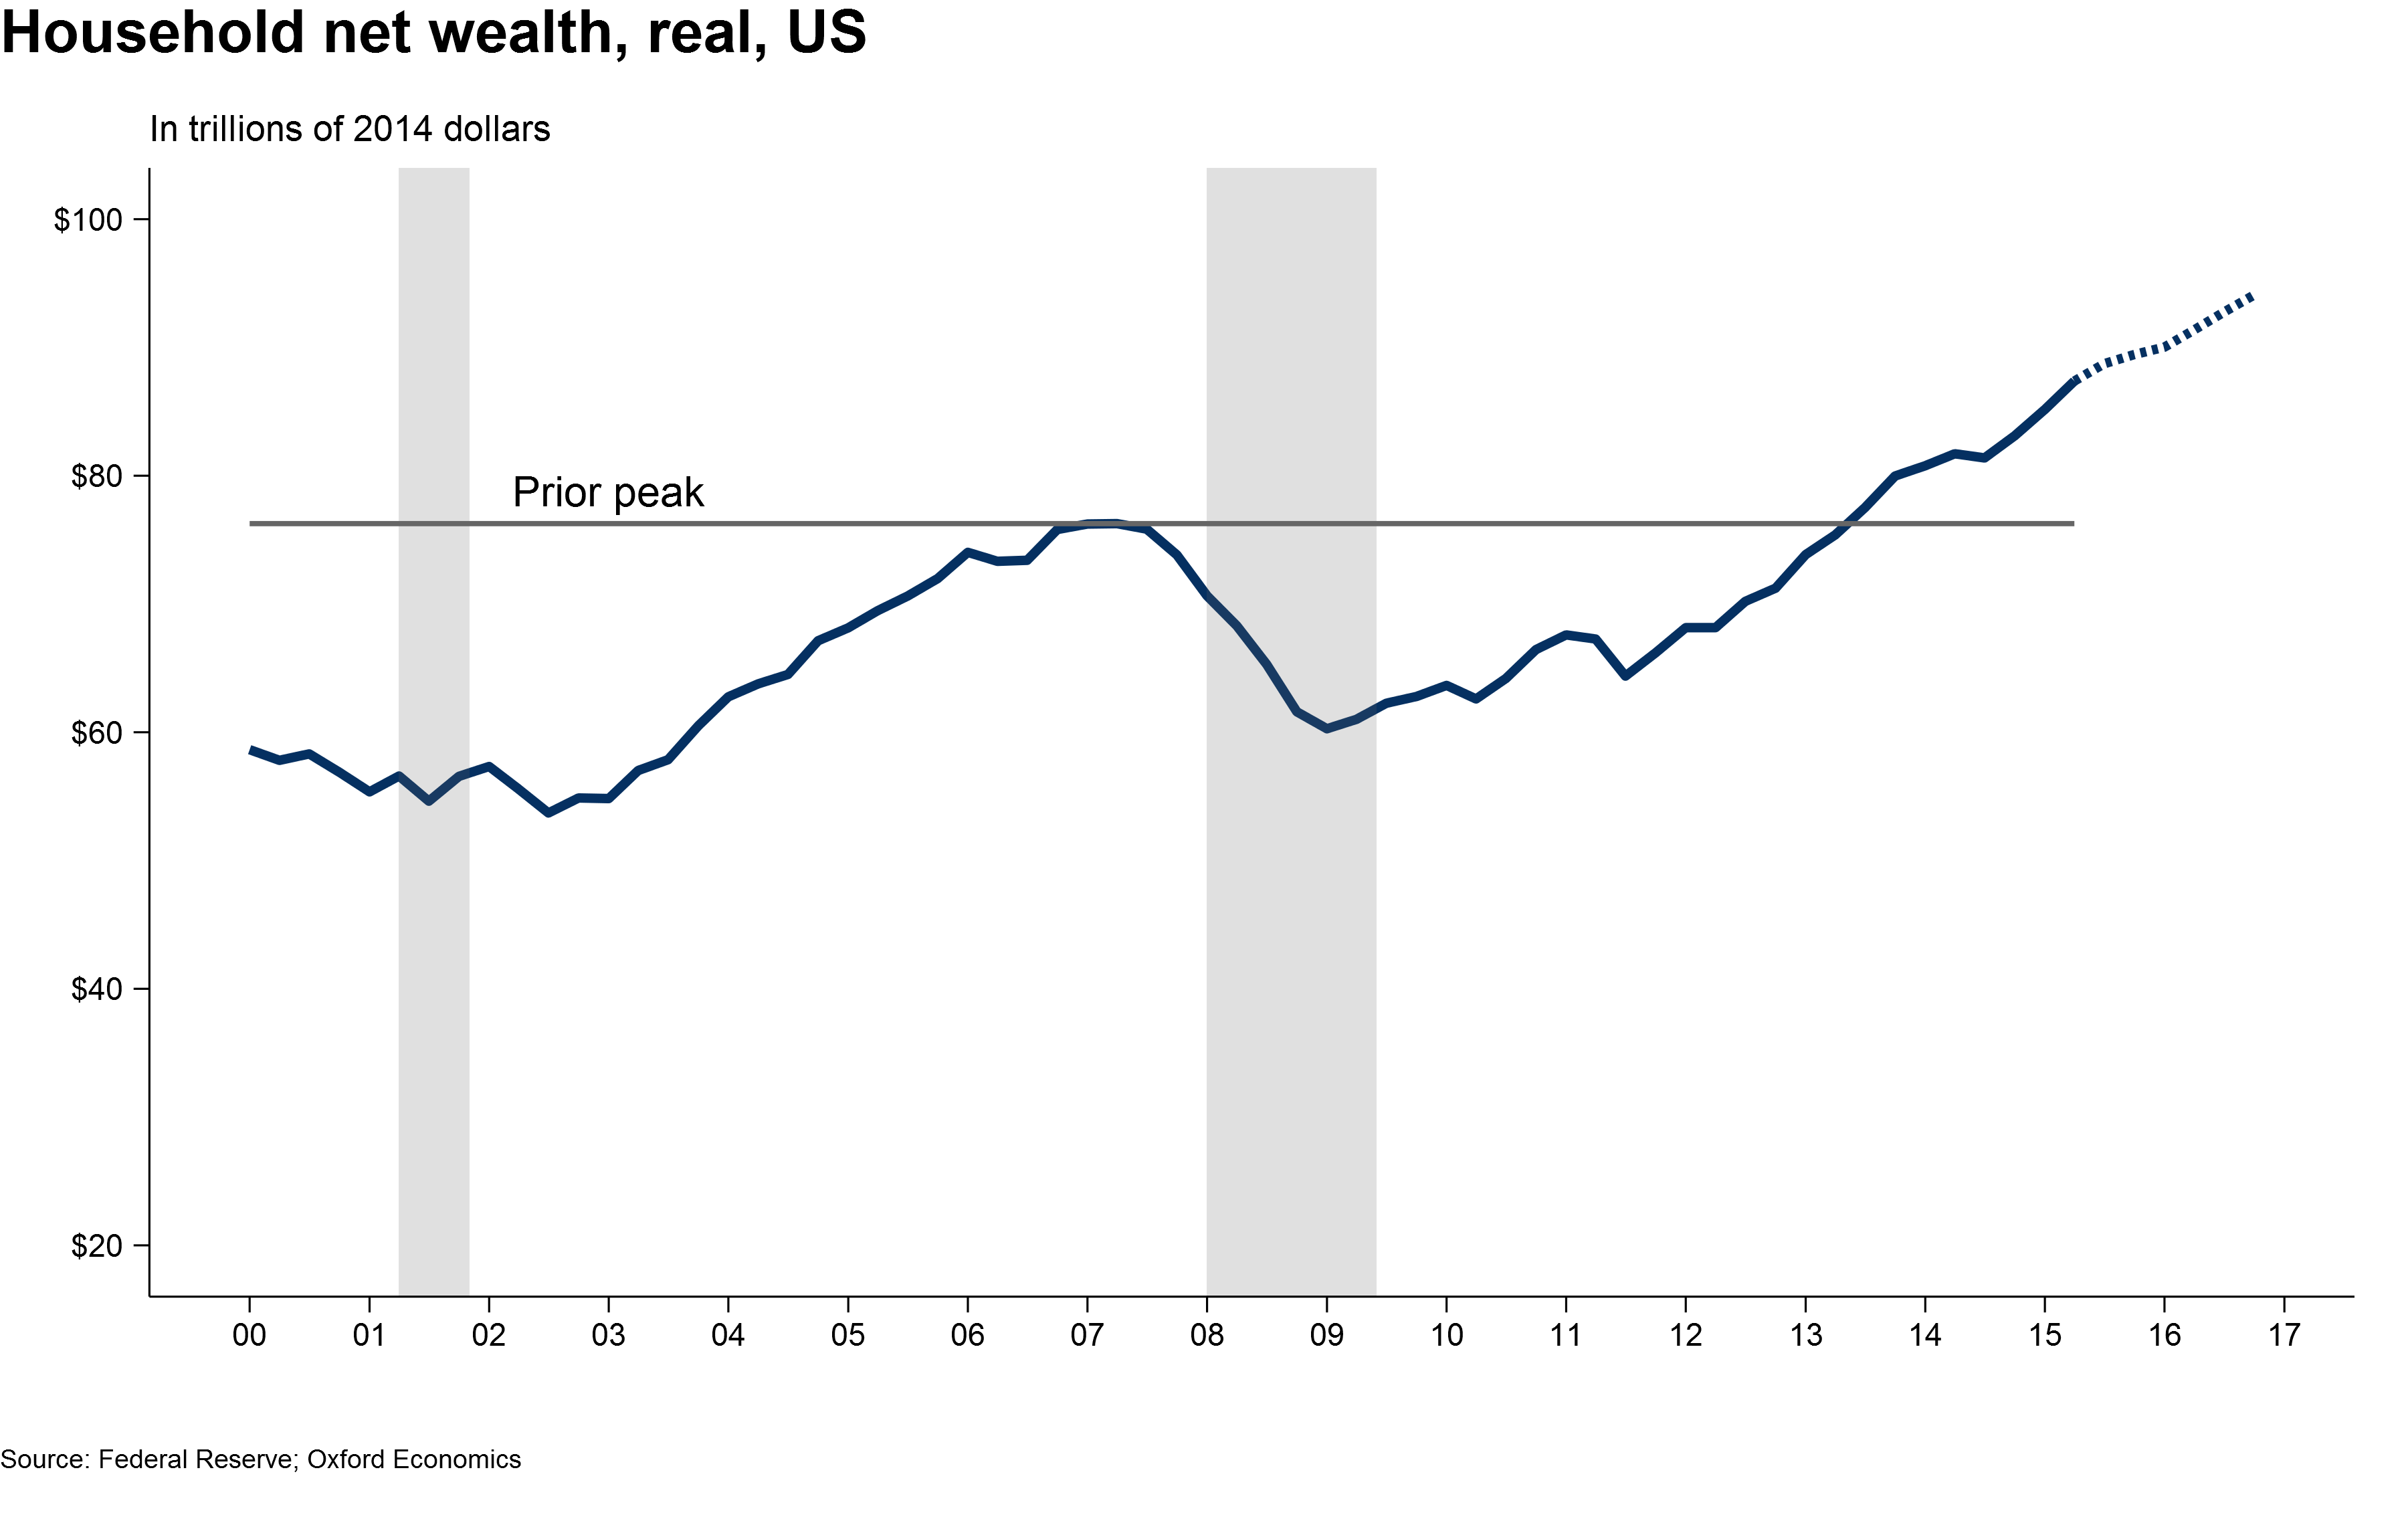 Household net wealth, real, US
In trillions of 2014 dollars
$100
$80
Prior peak
$60
$40
$20
00 01 02 03 04 05 06 07 08 09 10 11 12 13 14 15 16 17
Source: Federal Reserve; Oxford Economics